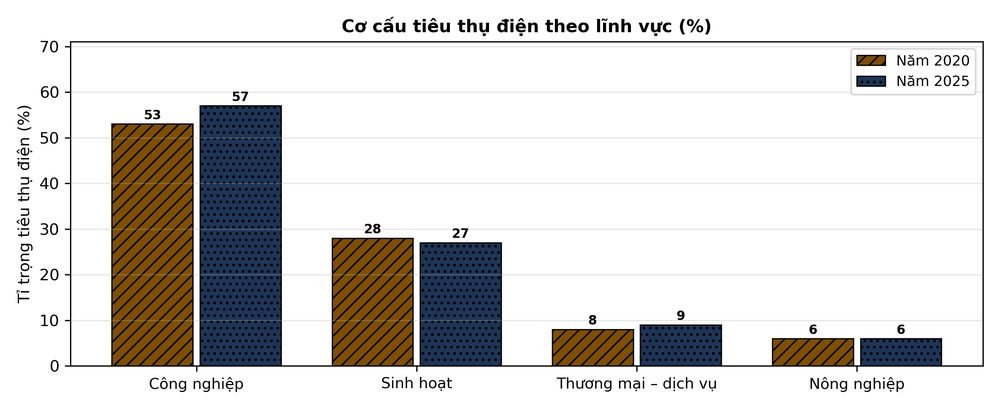 Cơ cấu tiêu thụ điện theo lĩnh vực (%)
Tỉ trọng tiêu thụ điện (%)
70
60
50
40
30
20
10
0
Năm 2020
Năm 2025
53
57
28
27
8
9
6
6
Công nghiệp
Sinh hoạt
Thương mại – dịch vụ
Nông nghiệp